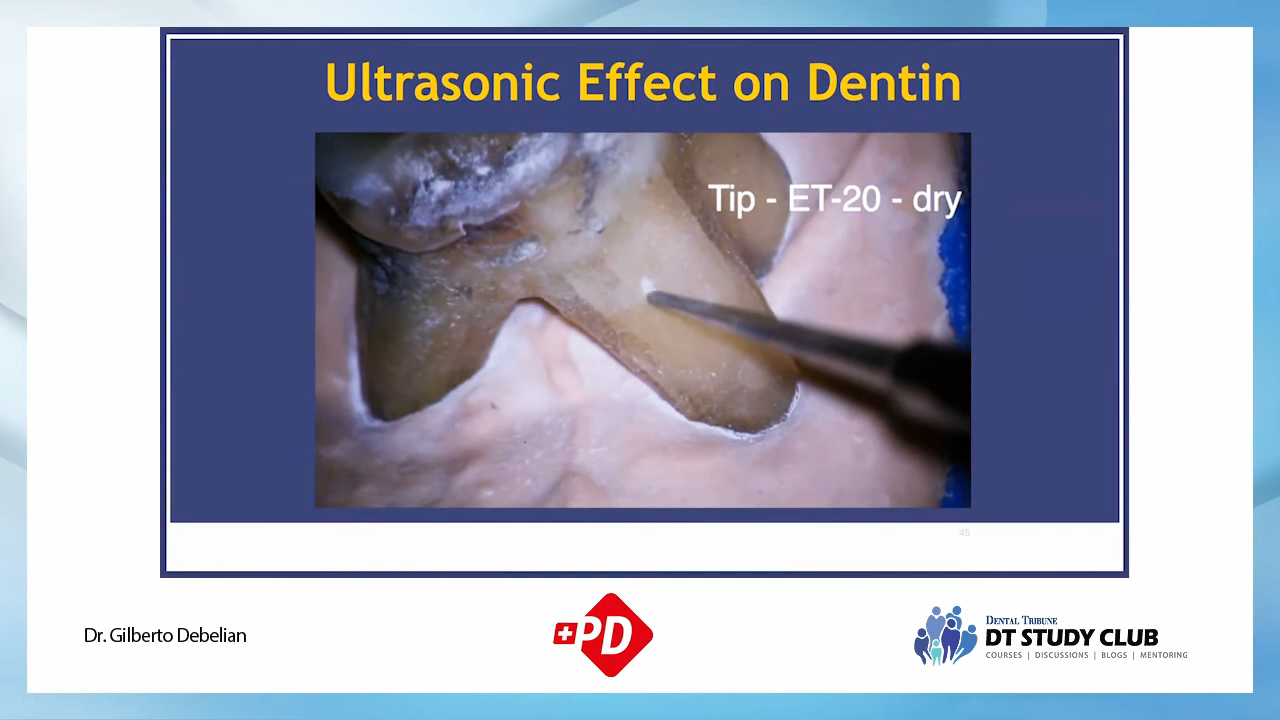 Ultrasonic Effect on Dentin
Tip - ET-20 - dry
45
Dr. Gilberto Debelian
+PD
DENTAL TRIBUNE
DT STUDY CLUB
COURSES | DISCUSSIONS | BLOGS | MENTORING